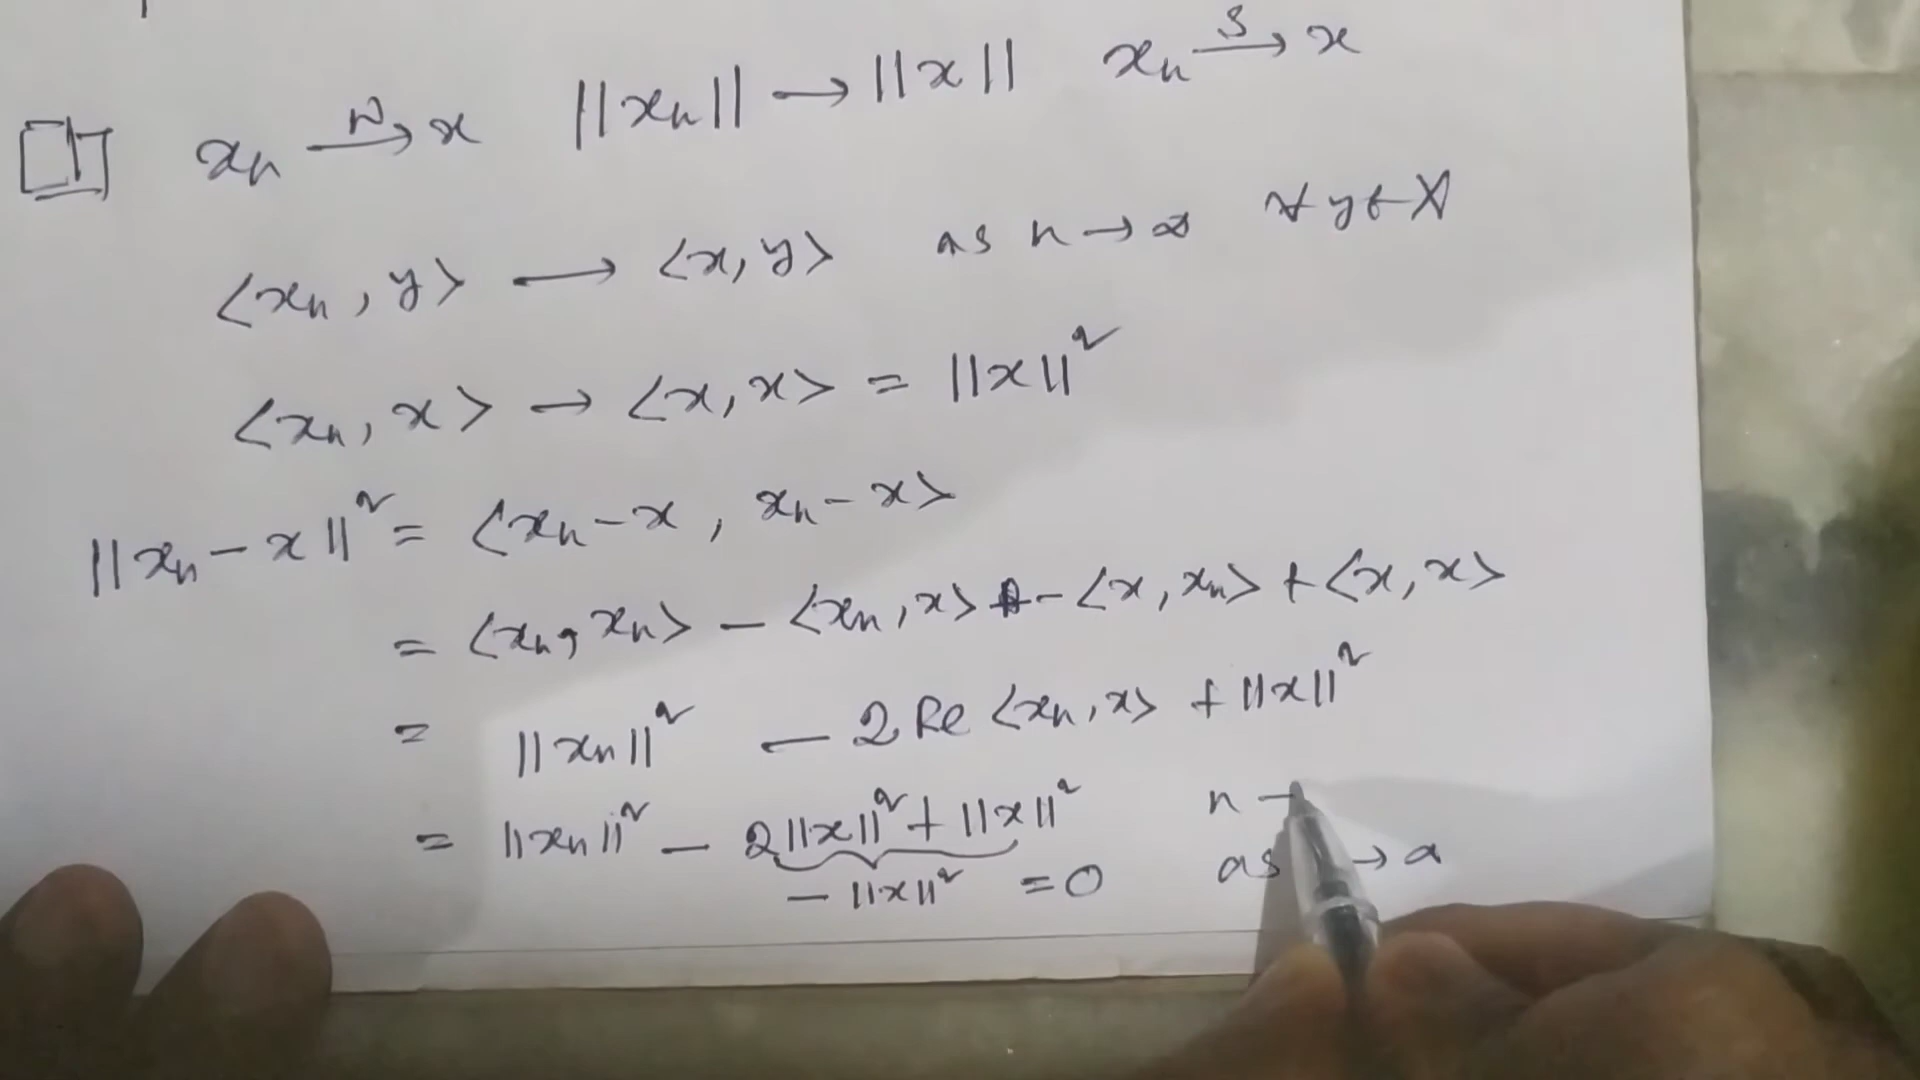 xₙ —w→ x ||xₙ|| → ||x|| xₙ —s→ x
<xₙ, y> → <x, y> as n → ∞ ∀ y ∈ X
<xₙ, x> → <x, x> = ||x||²
||xₙ - x||² = <xₙ - x, xₙ - x>
= <xₙ, xₙ> - <xₙ, x> - <x, xₙ> + <x, x>
= ||xₙ||² - 2 Re <xₙ, x> + ||x||²
= ||xₙ||² - 2||x||² + ||x||² n →
- ||x||² = 0 as → ∞